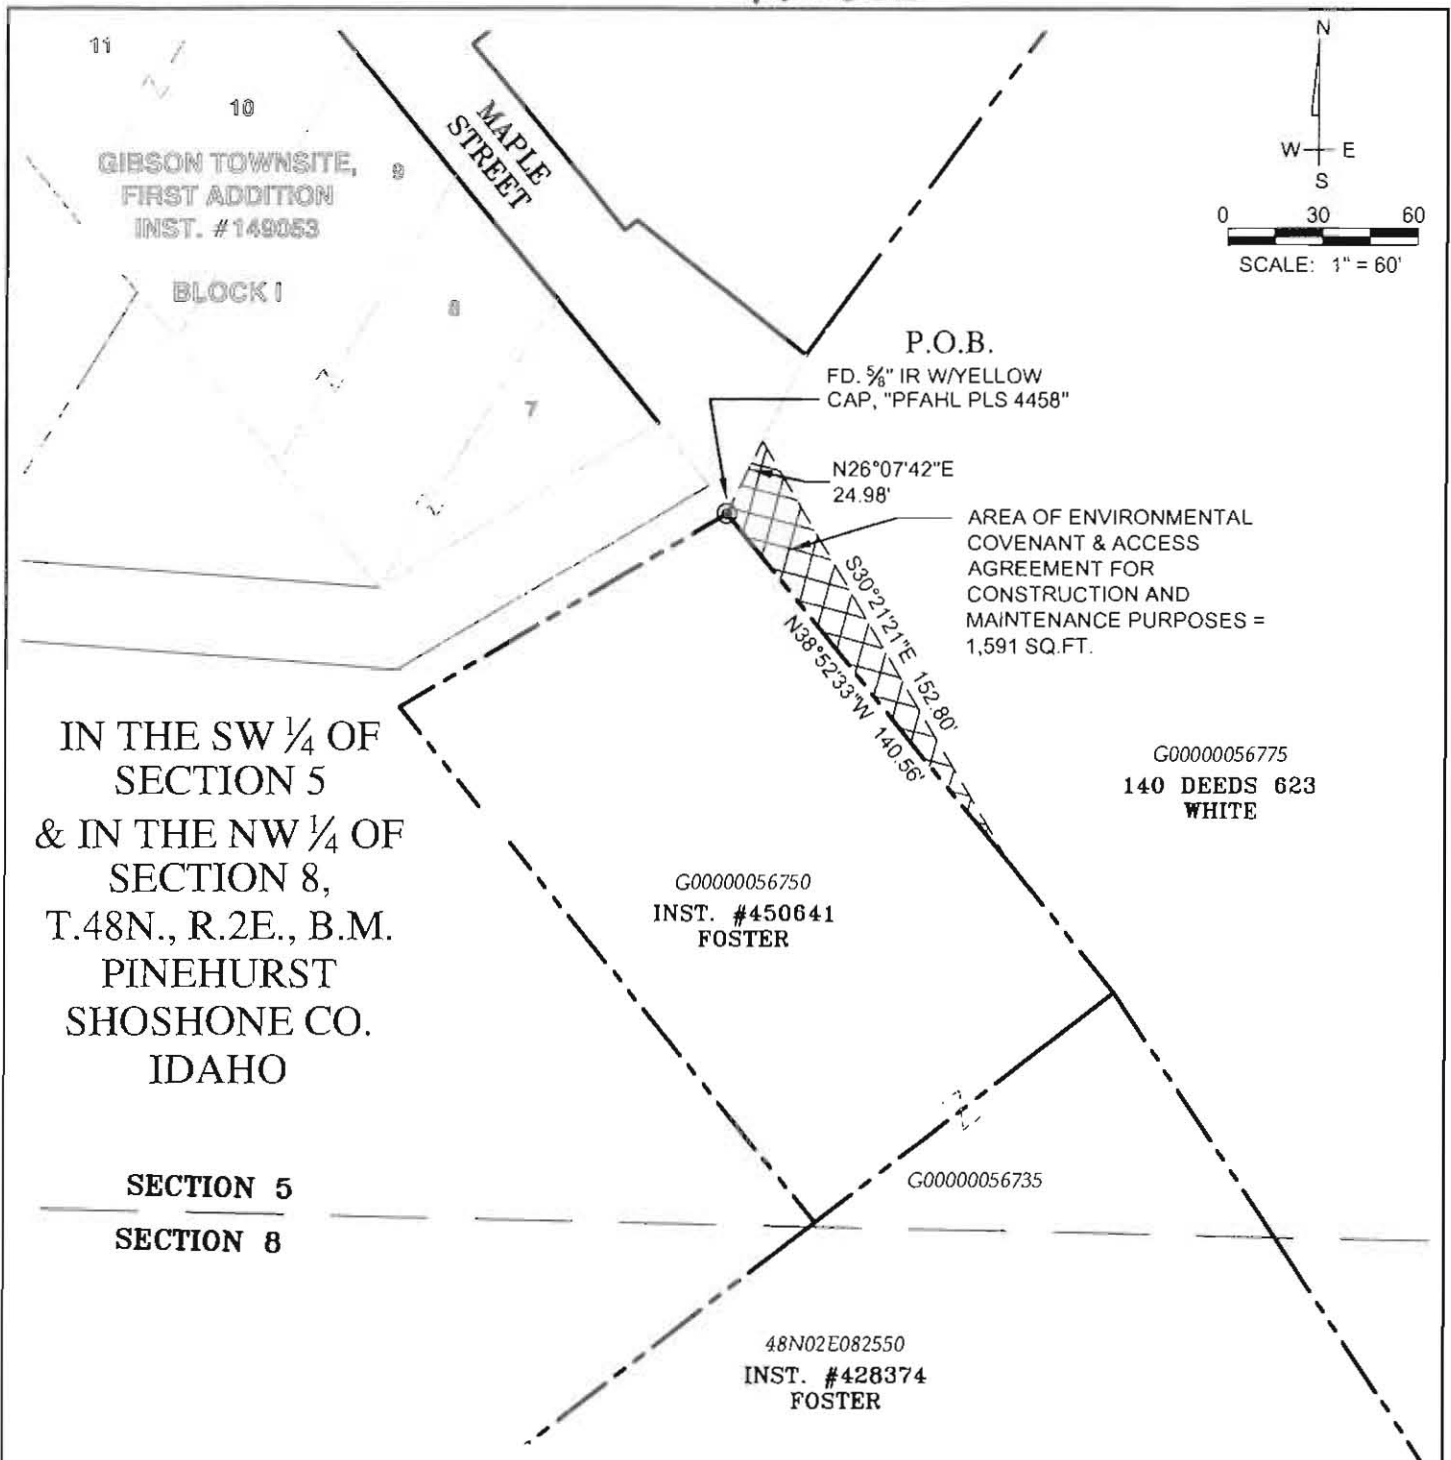 11
10
GIBSON TOWNSITE,
FIRST ADDITION
INST. #149053
BLOCK I
9
8
7
MAPLE
STREET
N
W E
S
0 30 60
SCALE: 1" = 60'
P.O.B.
FD. ⅝" IR W/YELLOW
CAP, "PFAHL PLS 4458"
N26°07'42"E
24.98'
AREA OF ENVIRONMENTAL
COVENANT & ACCESS
AGREEMENT FOR
CONSTRUCTION AND
MAINTENANCE PURPOSES =
1,591 SQ.FT.
S30°21'21"E 152.80'
N38°52'33"W 140.56'
IN THE SW ¼ OF
SECTION 5
& IN THE NW ¼ OF
SECTION 8,
T.48N., R.2E., B.M.
PINEHURST
SHOSHONE CO.
IDAHO
G00000056775
140 DEEDS 623
WHITE
G00000056750
INST. #450641
FOSTER
G00000056735
SECTION 5
SECTION 8
48N02E082550
INST. #428374
FOSTER